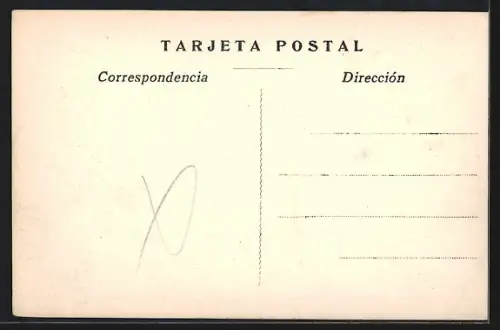 TARJETA POSTAL
Correspondencia
Dirección